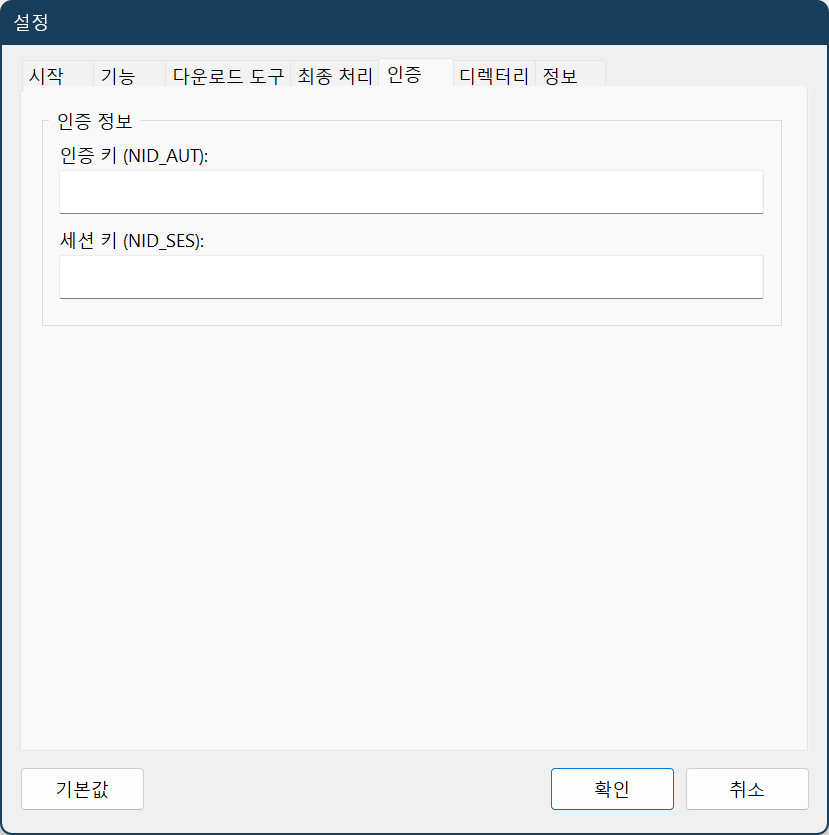 설정
시작 기능 다운로드 도구 최종 처리 인증 디렉터리 정보
인증 정보
인증 키 (NID_AUT):
세션 키 (NID_SES):
기본값 확인 취소